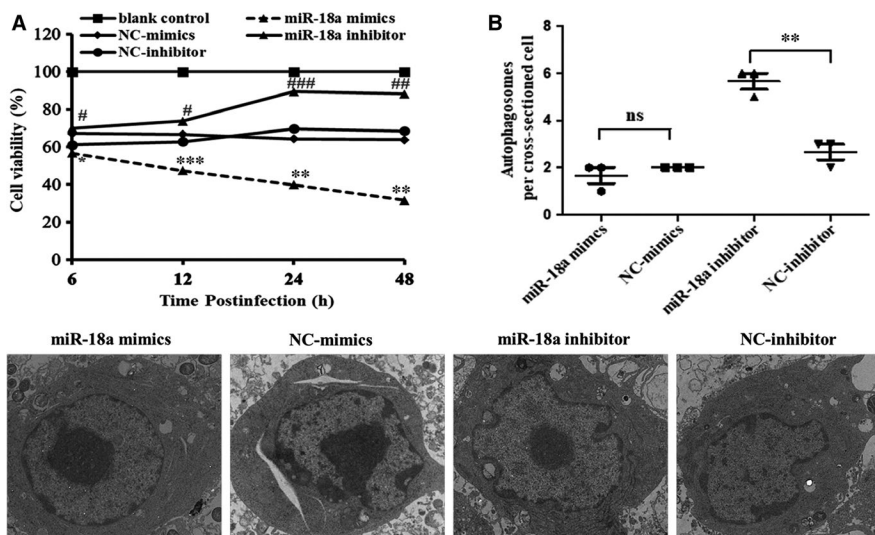 A
blank control
miR-18a mimics
NC-mimics
miR-18a inhibitor
NC-inhibitor
Cell viability (%)
120
100
80
60
40
20
0
# # ### ##
* *** ** **
6 12 24 48
Time Postinfection (h)
B
Autophagosomes
per cross-sectioned cell
8
6
4
2
0
ns
**
miR-18a mimcs
NC-mimics
miR-18a inhibitor
NC-inhibitor
miR-18a mimics NC-mimics miR-18a inhibitor NC-inhibitor